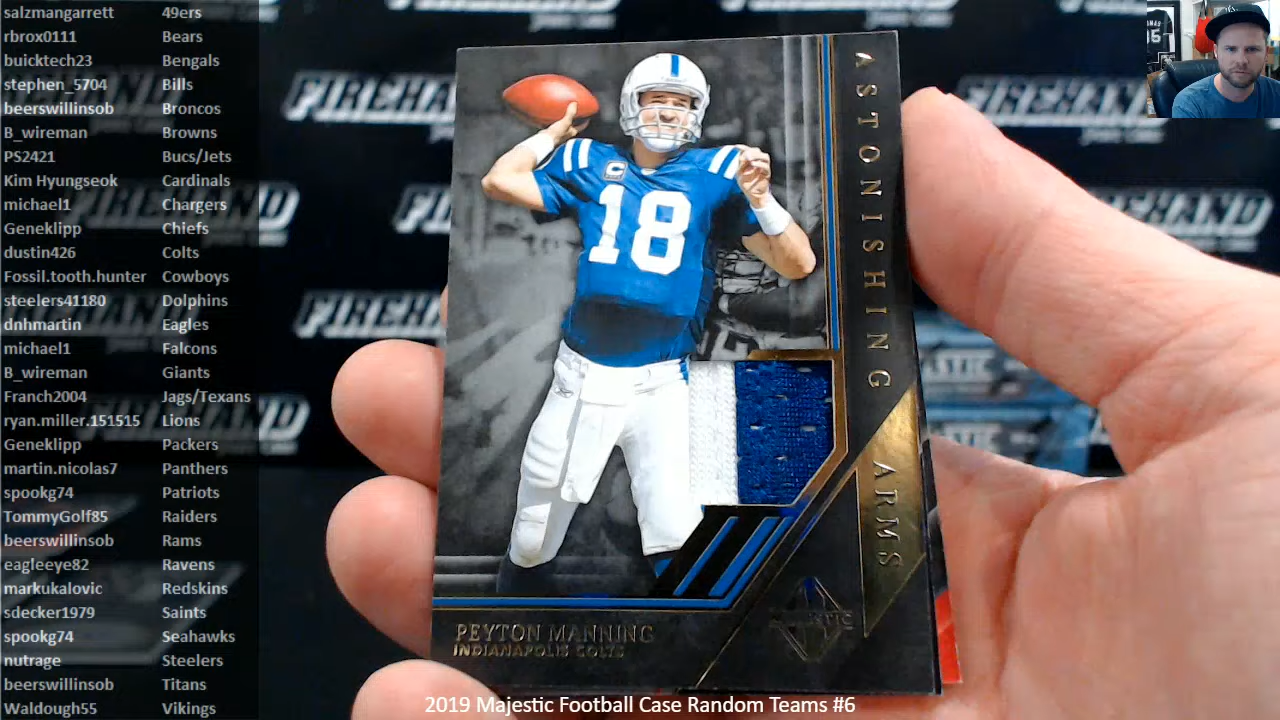 salzmangarrett 49ers
rbrox0111 Bears
buicktech23 Bengals
stephen_5704 Bills
beerswillinsob Broncos
B_wireman Browns
PS2421 Bucs/Jets
Kim Hyungseok Cardinals
michael1 Chargers
Geneklipp Chiefs
dustin426 Colts
Fossil.tooth.hunter Cowboys
steelers41180 Dolphins
dnhmartin Eagles
michael1 Falcons
B_wireman Giants
Franch2004 Jags/Texans
ryan.miller.151515 Lions
Geneklipp Packers
martin.nicolas7 Panthers
spookg74 Patriots
TommyGolf85 Raiders
beerswillinsob Rams
eagleeye82 Ravens
markukalovic Redskins
sdecker1979 Saints
spookg74 Seahawks
nutrage Steelers
beerswillinsob Titans
Waldough55 Vikings
FIREHAND
FIREHAND
FIREHAND
FIREHAND
C
18
ASTONISHING ARMS
PEYTON MANNING
INDIANAPOLIS COLTS
2019 Majestic Football Case Random Teams #6